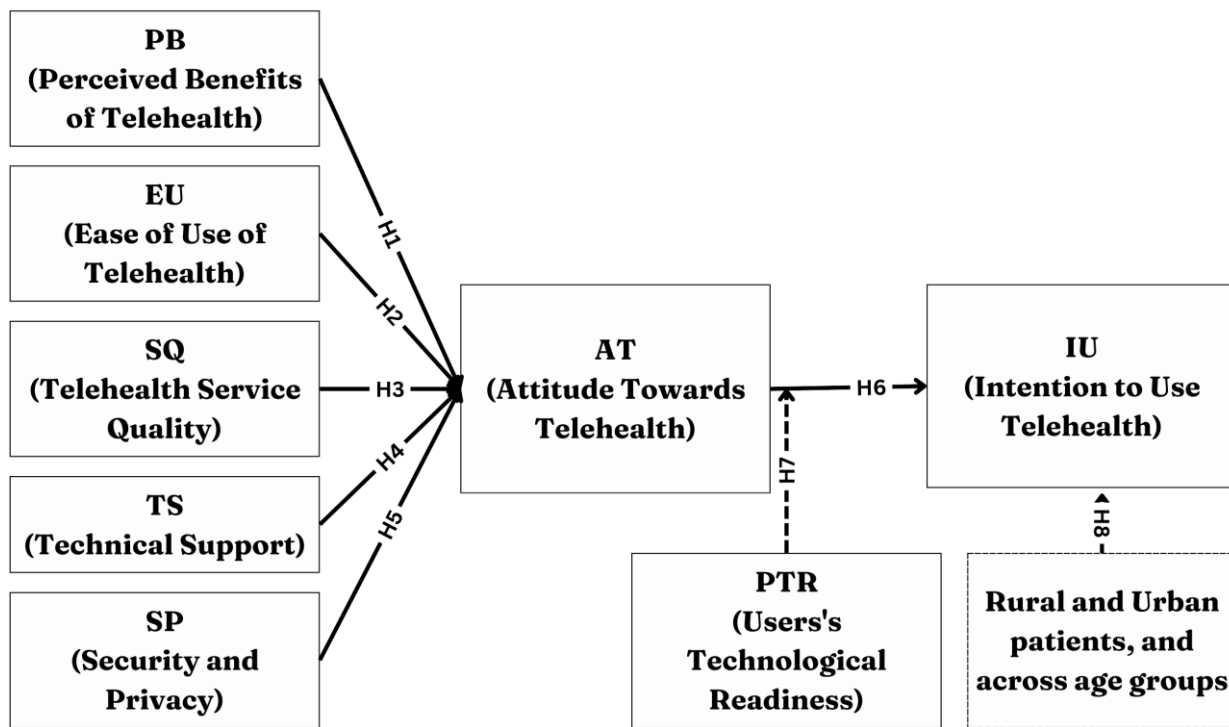 PB
(Perceived Benefits
of Telehealth)
EU
(Ease of Use of
Telehealth)
SQ
(Telehealth Service
Quality)
TS
(Technical Support)
SP
(Security and
Privacy)
H1
H2
H3
H4
H5
AT
(Attitude Towards
Telehealth)
H6
H7
IU
(Intention to Use
Telehealth)
H8
PTR
(Users's
Technological
Readiness)
Rural and Urban
patients, and
across age groups